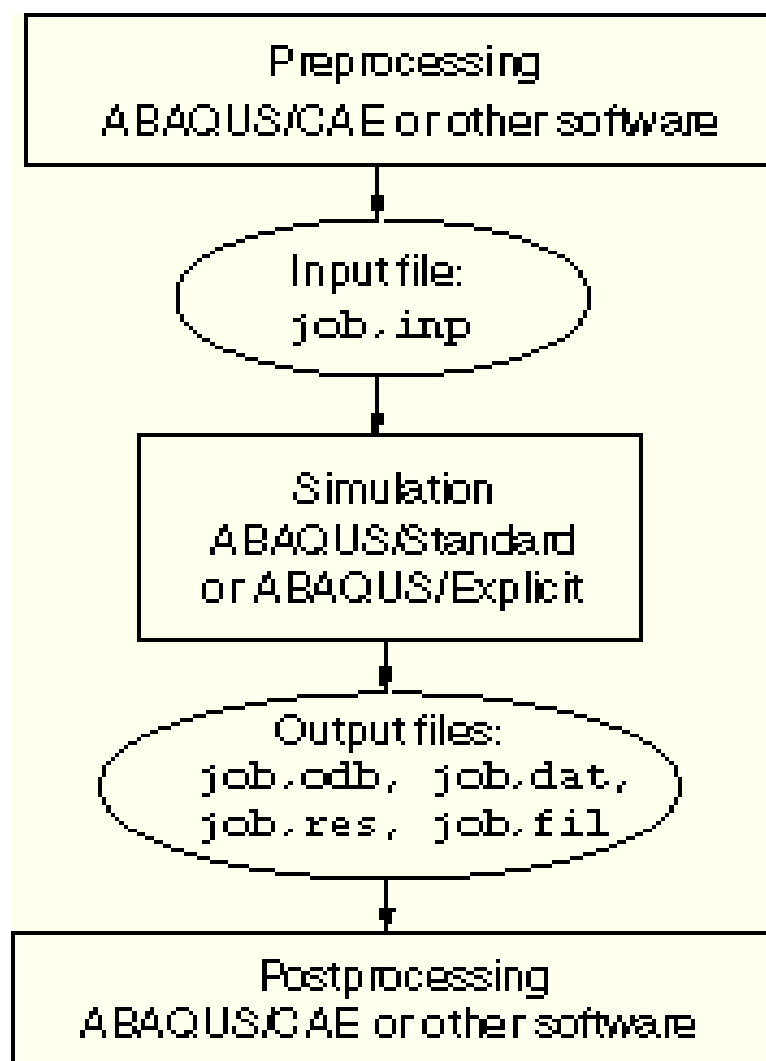 Preprocessing
ABAQUS/CAE or other software
Input file:
job.inp
Simulation
ABAQUS/Standard
or ABAQUS/Explicit
Output files:
job.odb, job.dat,
job.res, job.fil
Postprocessing
ABAQUS/CAE or other software